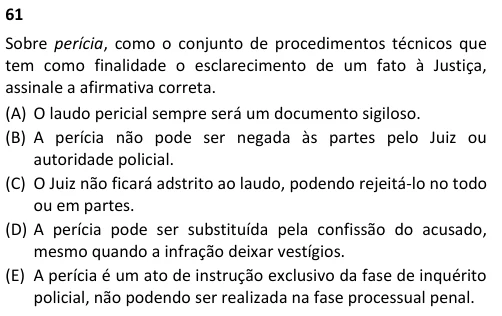 61
Sobre perícia, como o conjunto de procedimentos técnicos que
tem como finalidade o esclarecimento de um fato à Justiça,
assinale a afirmativa correta.
(A) O laudo pericial sempre será um documento sigiloso.
(B) A perícia não pode ser negada às partes pelo Juiz ou
autoridade policial.
(C) O Juiz não ficará adstrito ao laudo, podendo rejeitá-lo no todo
ou em partes.
(D) A perícia pode ser substituída pela confissão do acusado,
mesmo quando a infração deixar vestígios.
(E) A perícia é um ato de instrução exclusivo da fase de inquérito
policial, não podendo ser realizada na fase processual penal.